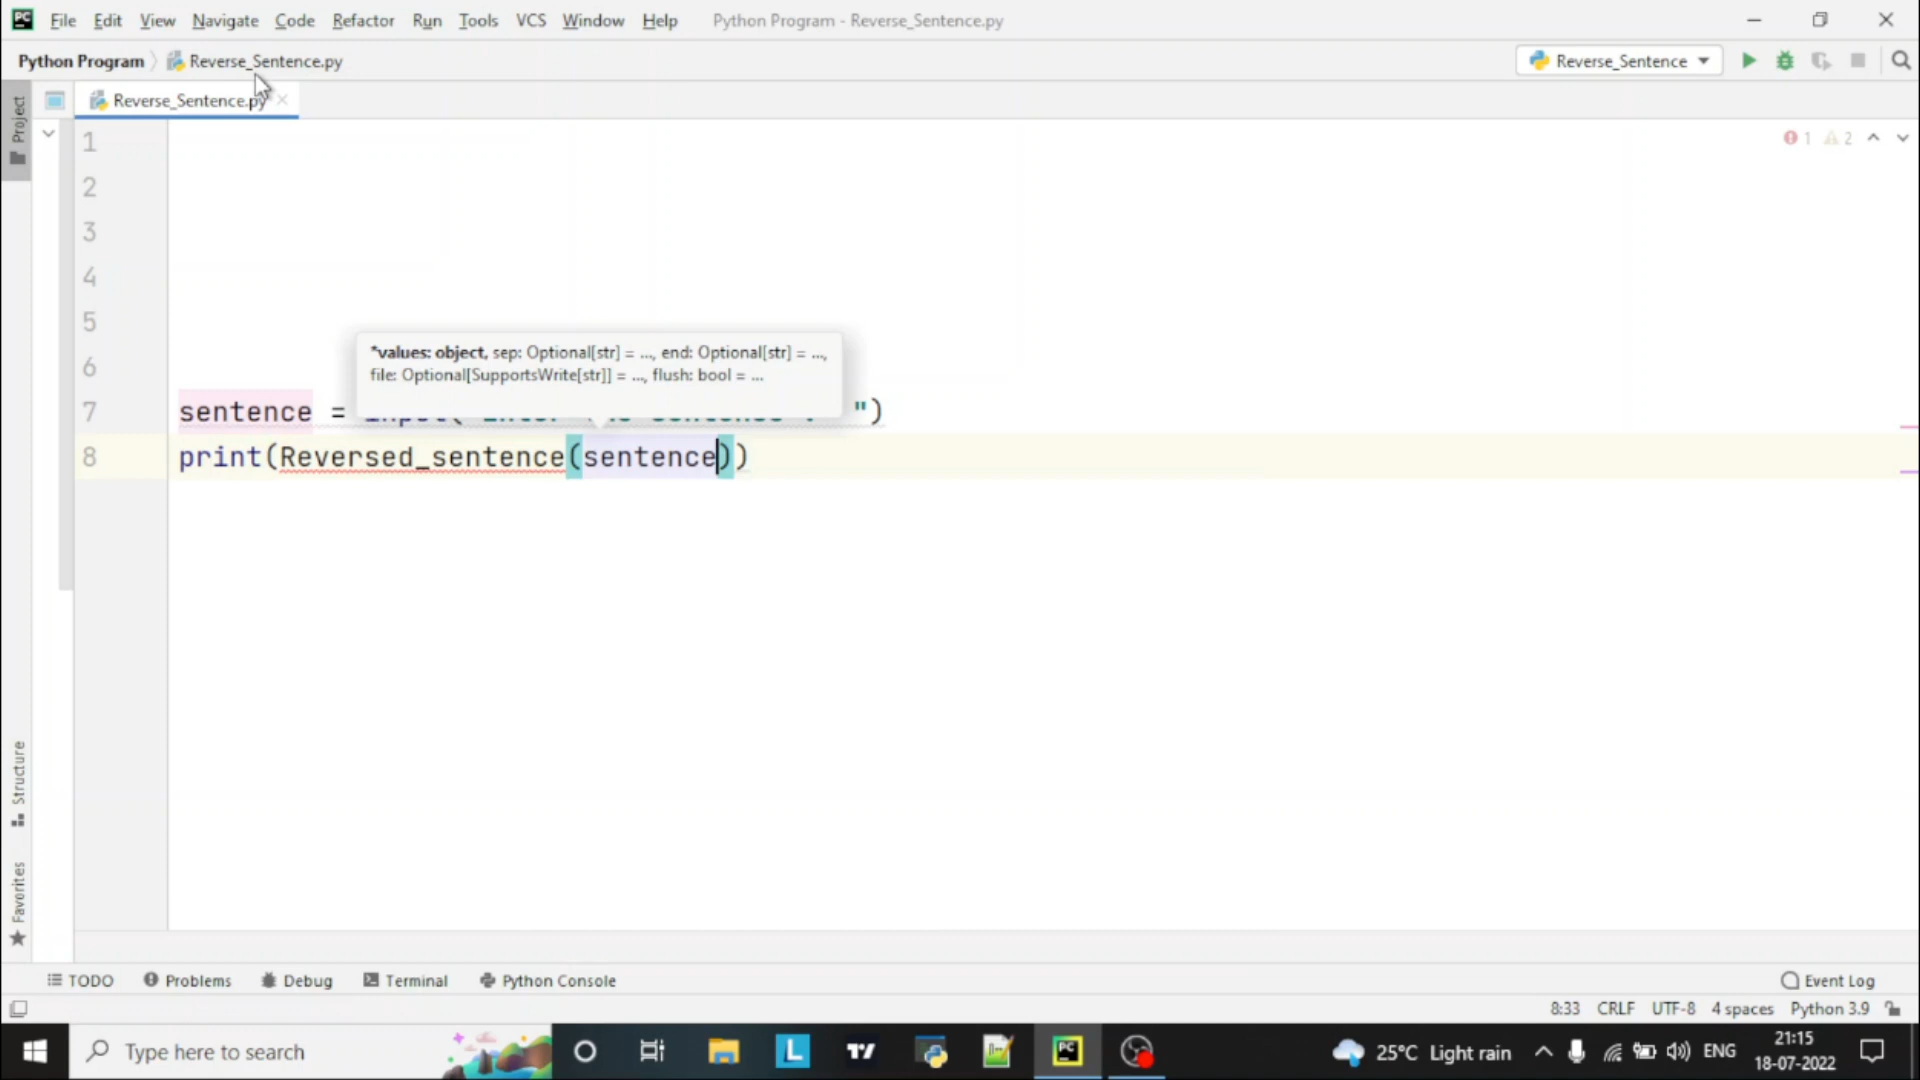 PC File Edit View Navigate Code Refactor Run Tools VCS Window Help Python Program - Reverse_Sentence.py
Python Program Reverse_Sentence.py Reverse_Sentence
Project Reverse_Sentence.py
1 1 2
2
3
4
5
6
*values: object, sep: Optional[str] = ..., end: Optional[str] = ...,
file: Optional[SupportsWrite[str]] = ..., flush: bool = ...
7 sentence = input( sentence ")
8 print(Reversed_sentence(sentence))
Structure
Favorites
TODO Problems Debug Terminal Python Console Event Log
8:33 CRLF UTF-8 4 spaces Python 3.9
Type here to search L PC 25°C Light rain ENG 21:15
18-07-2022